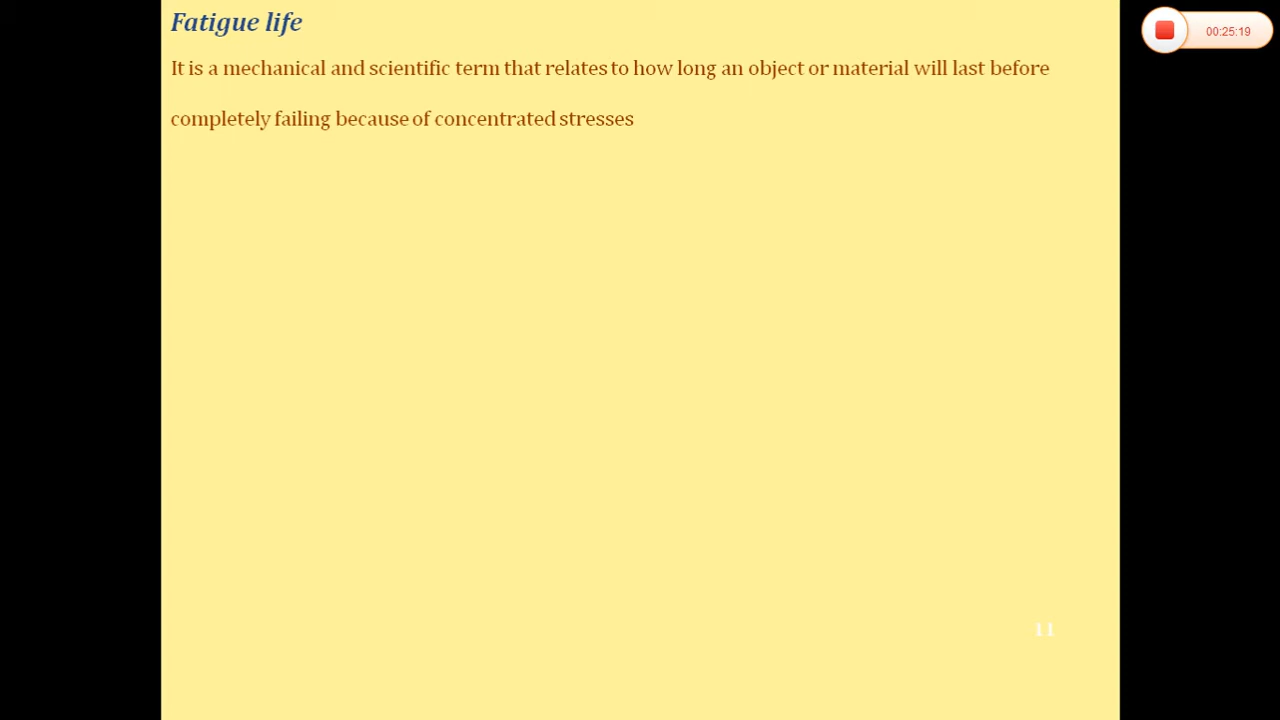 Fatigue life
00:25:19
It is a mechanical and scientific term that relates to how long an object or material will last before
completely failing because of concentrated stresses
11